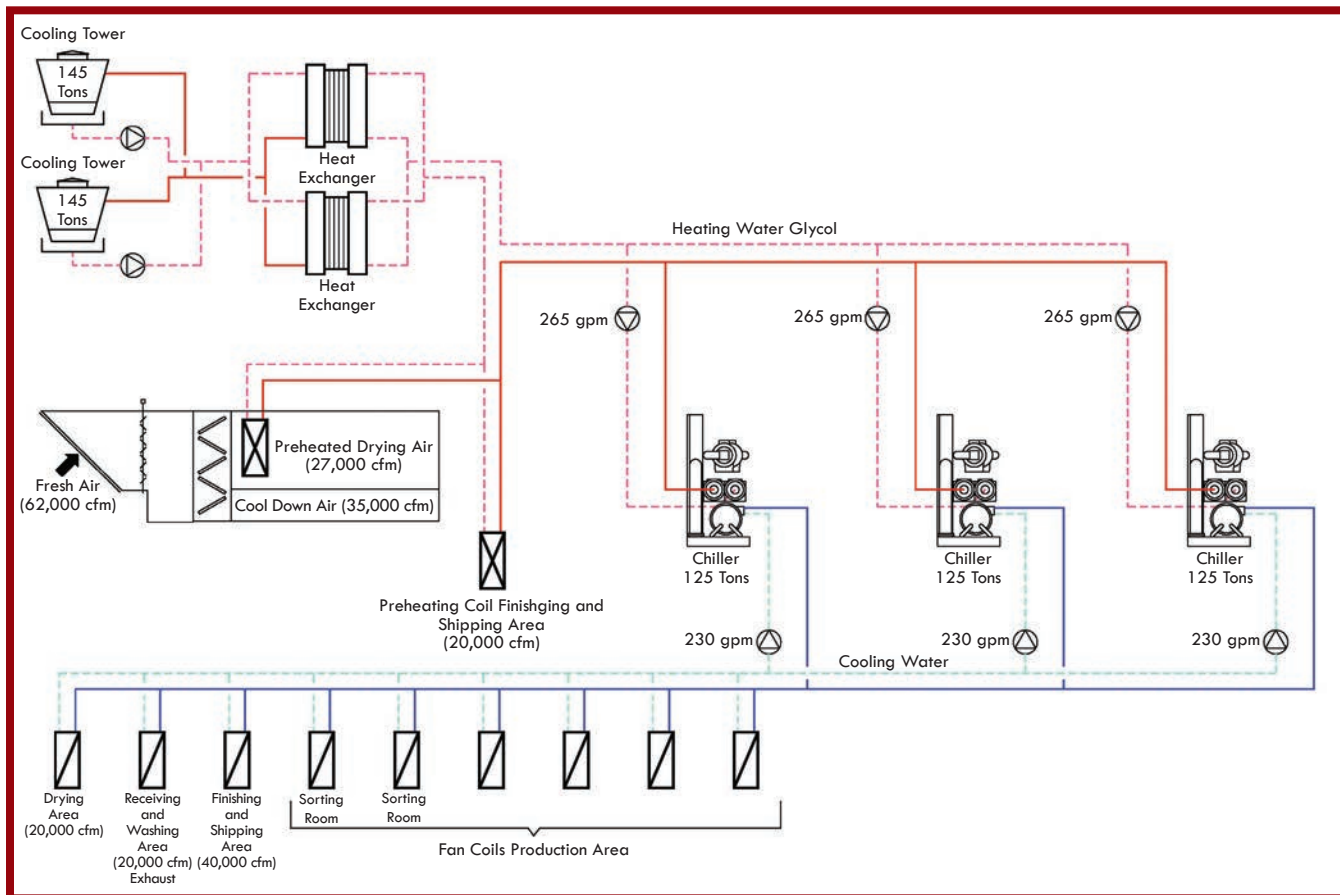 Cooling Tower
145
Tons
Cooling Tower
145
Tons
Heat
Exchanger
Heat
Exchanger
Heating Water Glycol
265 gpm
265 gpm
265 gpm
Fresh Air
(62,000 cfm)
Preheated Drying Air
(27,000 cfm)
Cool Down Air (35,000 cfm)
Preheating Coil Finishging and
Shipping Area
(20,000 cfm)
Chiller
125 Tons
Chiller
125 Tons
Chiller
125 Tons
230 gpm
230 gpm
230 gpm
Cooling Water
Drying
Area
(20,000 cfm)
Receiving
and
Washing
Area
(20,000 cfm)
Exhaust
Finishing
and
Shipping
Area
(40,000 cfm)
Sorting
Room
Sorting
Room
Fan Coils Production Area